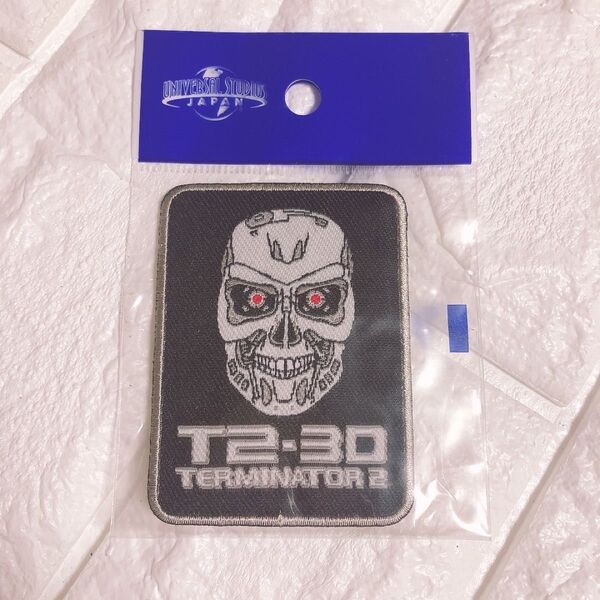 UNIVERSAL STUDIOS
JAPAN
T2-3D
TERMINATOR 2